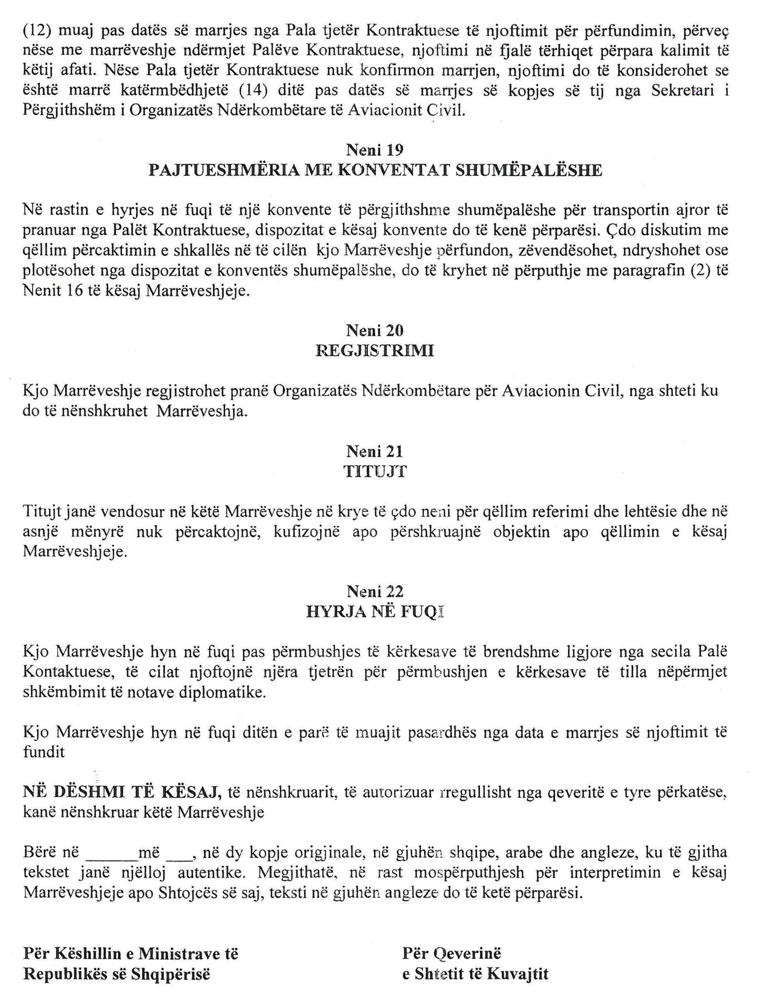 (12) muaj pas datës së marrjes nga Pala tjetër Kontraktuese të njoftimit për përfundimin, përveç
nëse me marrëveshje ndërmjet Palëve Kontraktuese, njoftimi në fjalë tërhiqet përpara kalimit të
këtij afati. Nëse Pala tjetër Kontraktuese nuk konfirmon marrjen, njoftimi do të konsiderohet se
është marrë katërmbëdhjetë (14) ditë pas datës së marrjes së kopjes së tij nga Sekretari i
Përgjithshëm i Organizatës Ndërkombëtare të Aviacionit Civil.
Neni 19
PAJTUESHMËRIA ME KONVENTAT SHUMËPALËSHE
Në rastin e hyrjes në fuqi të një konvente të përgjithshme shumëpalëshe për transportin ajror të
pranuar nga Palët Kontraktuese, dispozitat e kësaj konvente do të kenë përparësi. Çdo diskutim me
qëllim përcaktimin e shkallës në të cilën kjo Marrëveshje përfundon, zëvendësohet, ndryshohet ose
plotësohet nga dispozitat e konventës shumëpalëshe, do të kryhet në përputhje me paragrafin (2) të
Nenit 16 të kësaj Marrëveshjeje.
Neni 20
REGJISTRIMI
Kjo Marrëveshje regjistrohet pranë Organizatës Ndërkombëtare për Aviacionin Civil, nga shteti ku
do të nënshkruhet Marrëveshja.
Neni 21
TITUJT
Titujt janë vendosur në këtë Marrëveshje në krye të çdo neni për qëllim referimi dhe lehtësie dhe në
asnjë mënyrë nuk përcaktojnë, kufizojnë apo përshkruajnë objektin apo qëllimin e kësaj
Marrëveshjeje.
Neni 22
HYRJA NË FUQI
Kjo Marrëveshje hyn në fuqi pas përmbushjes të kërkesave të brendshme ligjore nga secila Palë
Kontaktuese, të cilat njoftojnë njëra tjetrën për përmbushjen e kërkesave të tilla nëpërmjet
shkëmbimit të notave diplomatike.
Kjo Marrëveshje hyn në fuqi ditën e parë të muajit pasardhës nga data e marrjes së njoftimit të
fundit
NË DËSHMI TË KËSAJ, të nënshkruarit, të autorizuar rregullisht nga qeveritë e tyre përkatëse,
kanë nënshkruar këtë Marrëveshje
Bërë në ______më ___, në dy kopje origjinale, në gjuhën shqipe, arabe dhe angleze, ku të gjitha
tekstet janë njëlloj autentike. Megjithatë, në rast mospërputhjesh për interpretimin e kësaj
Marrëveshjeje apo Shtojcës së saj, teksti në gjuhën angleze do të ketë përparësi.
Për Këshillin e Ministrave të
Republikës së Shqipërisë
Për Qeverinë
e Shtetit të Kuvajtit